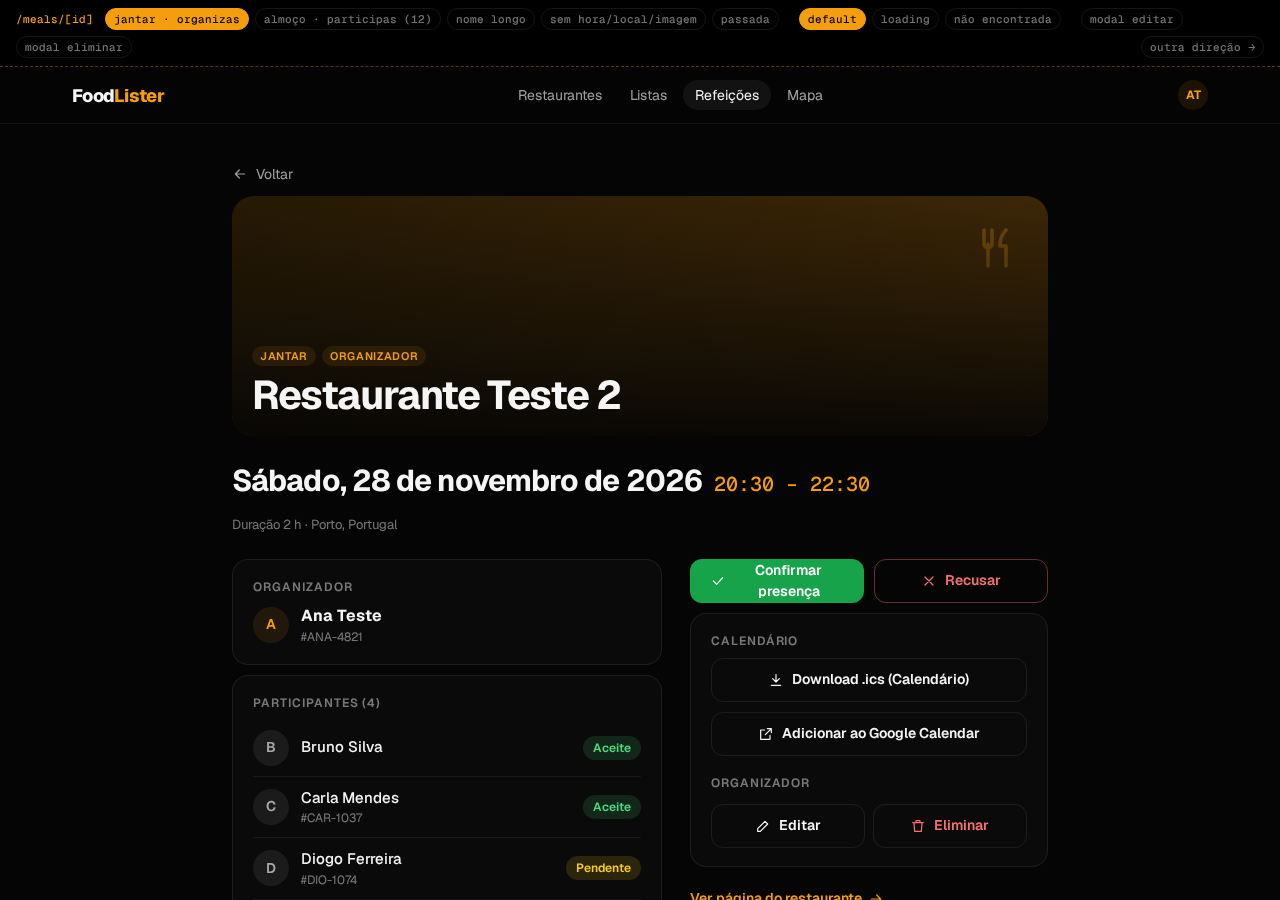 /meals/[id] jantar · organizas almoço · participas (12) nome longo sem hora/local/imagem passada default loading não encontrada modal editar
modal eliminar outra direção →
FoodLister Restaurantes Listas Refeições Mapa AT
← Voltar
JANTAR ORGANIZADOR
Restaurante Teste 2
Sábado, 28 de novembro de 2026 20:30 – 22:30
Duração 2 h · Porto, Portugal
ORGANIZADOR
A
Ana Teste
#ANA-4821
PARTICIPANTES (4)
B Bruno Silva Aceite
C Carla Mendes Aceite
#CAR-1037
D Diogo Ferreira Pendente
#DIO-1074
Confirmar
presença
Recusar
CALENDÁRIO
Download .ics (Calendário)
Adicionar ao Google Calendar
ORGANIZADOR
Editar Eliminar
Ver página do restaurante →